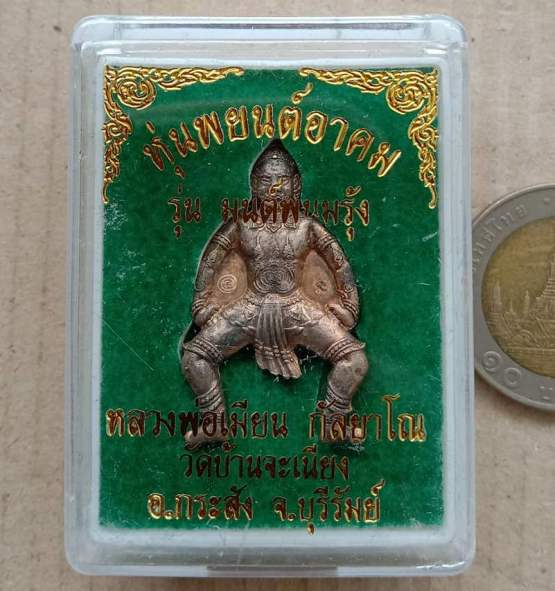 หุ่นพยนต์อาคม
รุ่น มนต์พนมรุ้ง
หลวงพ่อเมียน กัลยาโณ
วัดบ้านจะเนียง
อ.กระสัง จ.บุรีรัมย์
๑๐